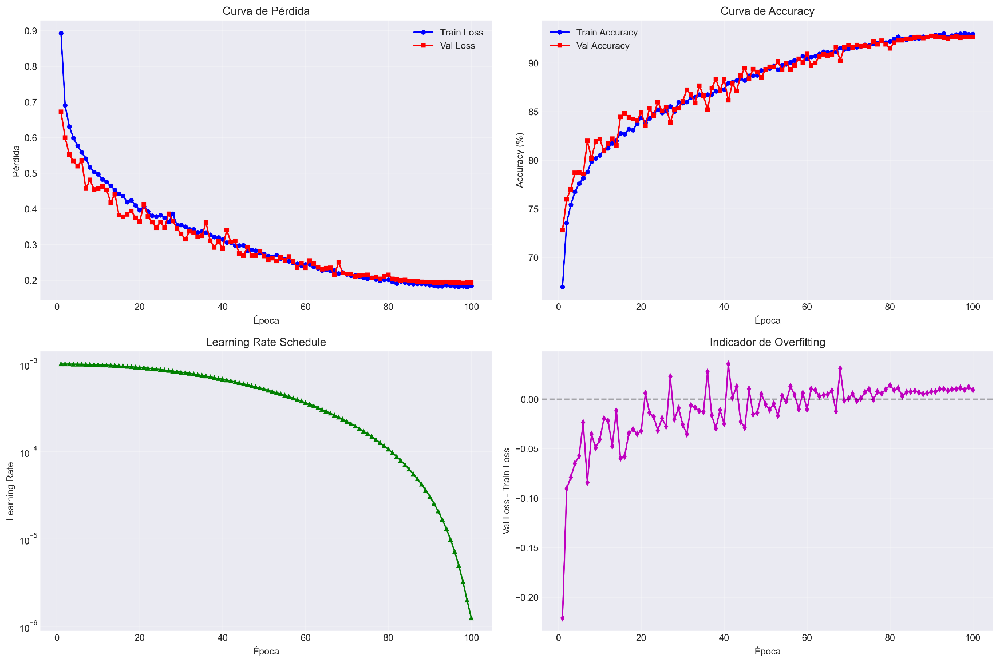 Curva de Pérdida
Pérdida
0.9
0.8
0.7
0.6
0.5
0.4
0.3
0.2
Train Loss
Val Loss
0 20 40 60 80 100
Época
Curva de Accuracy
Accuracy (%)
90
85
80
75
70
Train Accuracy
Val Accuracy
0 20 40 60 80 100
Época
Learning Rate Schedule
Learning Rate
10⁻³
10⁻⁴
10⁻⁵
10⁻⁶
0 20 40 60 80 100
Época
Indicador de Overfitting
Val Loss - Train Loss
0.00
−0.05
−0.10
−0.15
−0.20
0 20 40 60 80 100
Época